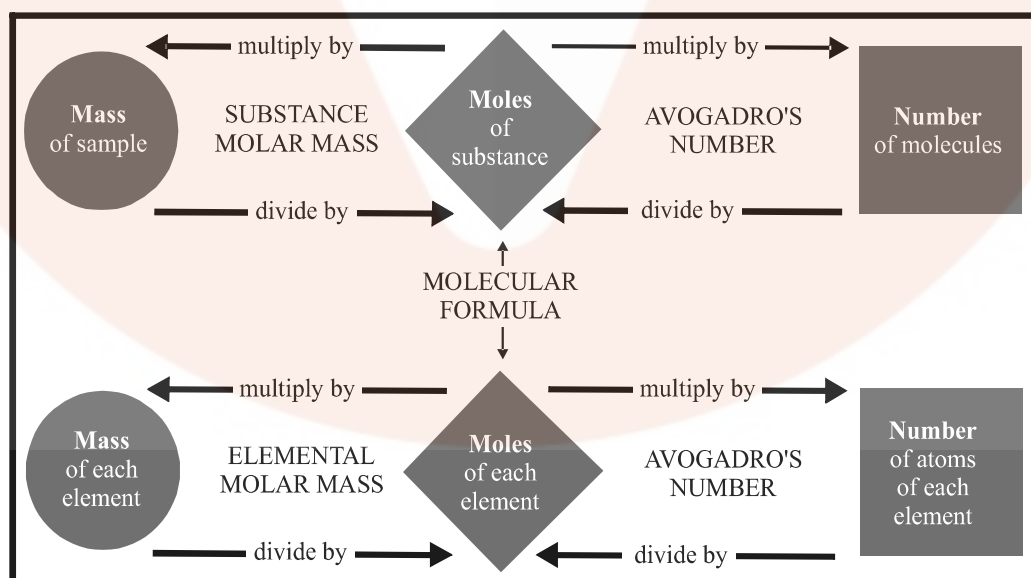 multiply by
multiply by
Mass
of sample
SUBSTANCE
MOLAR MASS
Moles
of
substance
AVOGADRO'S
NUMBER
Number
of molecules
divide by
divide by
MOLECULAR
FORMULA
multiply by
multiply by
Mass
of each
element
ELEMENTAL
MOLAR MASS
Moles
of each
element
AVOGADRO'S
NUMBER
Number
of atoms
of each
element
divide by
divide by